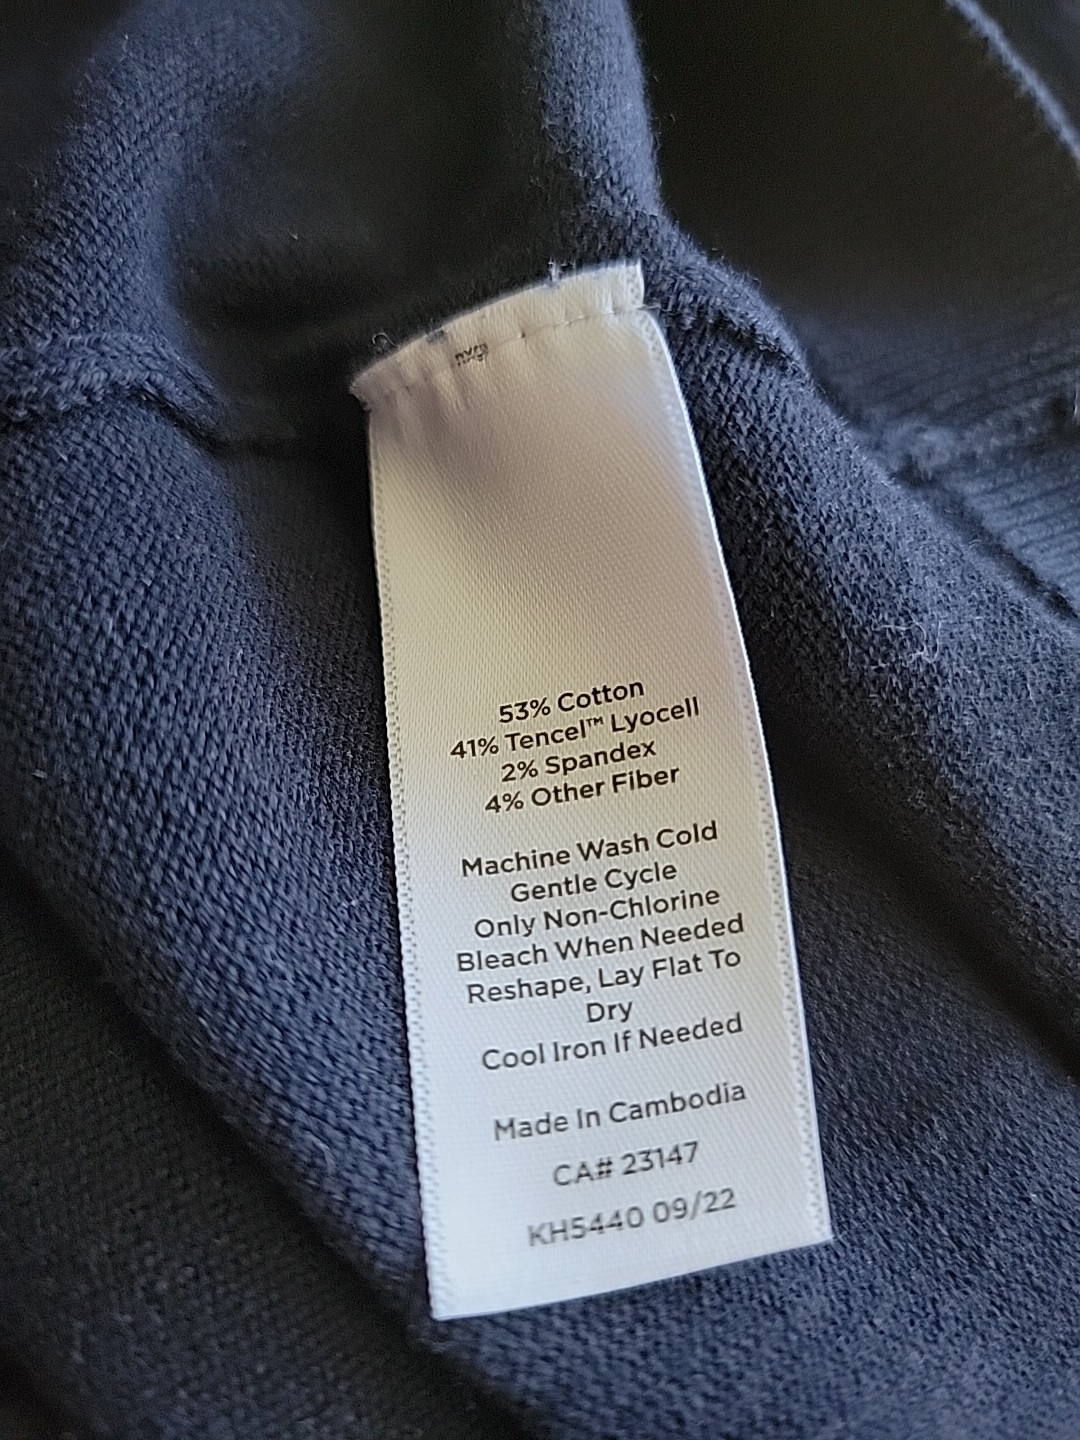 53% Cotton
41% Tencel™ Lyocell
2% Spandex
4% Other Fiber
Machine Wash Cold
Gentle Cycle
Only Non-Chlorine
Bleach When Needed
Reshape, Lay Flat To
Dry
Cool Iron If Needed
Made In Cambodia
CA# 23147
KH5440 09/22